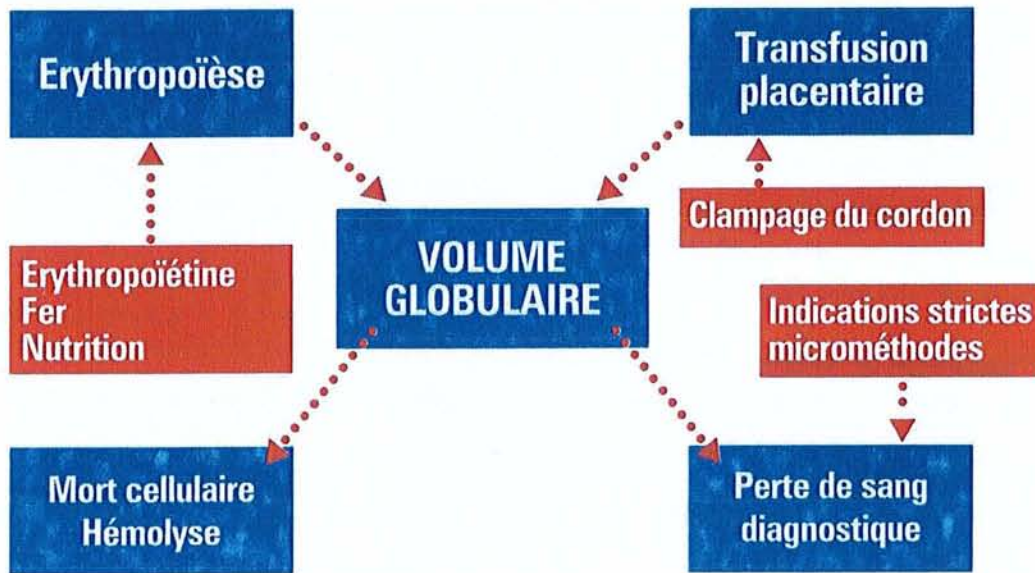 Erythropoïèse
Transfusion
placentaire
Clampage du cordon
VOLUME
GLOBULAIRE
Erythropoïétine
Fer
Nutrition
Indications strictes
microméthodes
Mort cellulaire
Hémolyse
Perte de sang
diagnostique